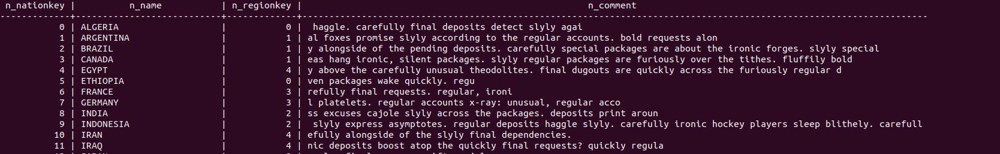 n_nationkey | n_name | n_regionkey | n_comment
-------------+---------------------------+-------------+--------------------------------------------------------------------------------------------------------------------
0 | ALGERIA | 0 | haggle. carefully final deposits detect slyly agai
1 | ARGENTINA | 1 | al foxes promise slyly according to the regular accounts. bold requests alon
2 | BRAZIL | 1 | y alongside of the pending deposits. carefully special packages are about the ironic forges. slyly special
3 | CANADA | 1 | eas hang ironic, silent packages. slyly regular packages are furiously over the tithes. fluffily bold
4 | EGYPT | 4 | y above the carefully unusual theodolites. final dugouts are quickly across the furiously regular d
5 | ETHIOPIA | 0 | ven packages wake quickly. regu
6 | FRANCE | 3 | refully final requests. regular, ironi
7 | GERMANY | 3 | l platelets. regular accounts x-ray: unusual, regular acco
8 | INDIA | 2 | ss excuses cajole slyly across the packages. deposits print aroun
9 | INDONESIA | 2 | slyly express asymptotes. regular deposits haggle slyly. carefully ironic hockey players sleep blithely. carefull
10 | IRAN | 4 | efully alongside of the slyly final dependencies.
11 | IRAQ | 4 | nic deposits boost atop the quickly final requests? quickly regula